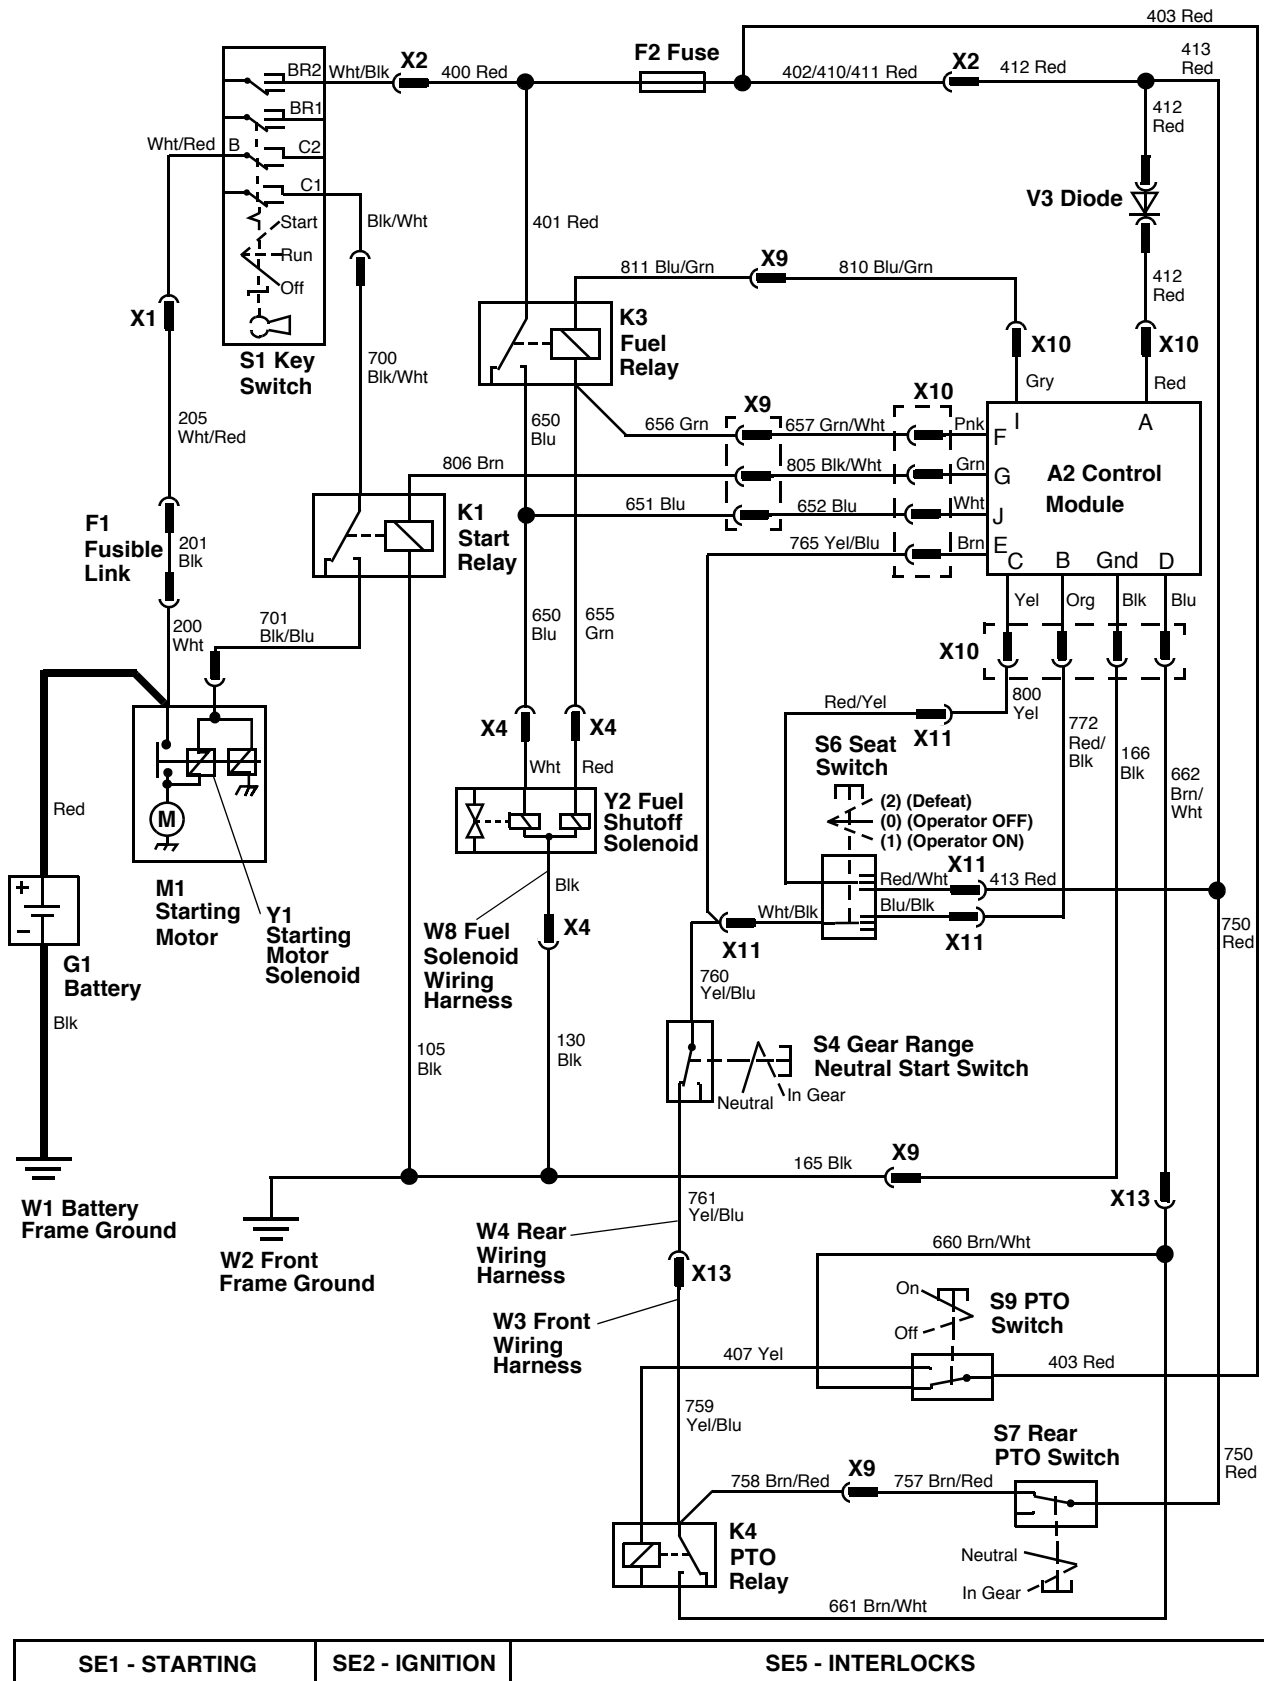 403 Red
F2 Fuse
413
Red
X2
X2
BR2
Wht/Blk
400 Red
402/410/411 Red
412 Red
BR1
412
Red
Wht/Red
B
C2
C1
V3 Diode
Start
Blk/Wht
401 Red
Run
Off
X9
811 Blu/Grn
810 Blu/Grn
412
Red
X1
K3
Fuel
Relay
X10
X10
S1 Key
Switch
700
Blk/Wht
Gry
Red
X9
X10
205
Wht/Red
650
Blu
656 Grn
657 Grn/Wht
Pnk
F
I
A
806 Brn
805 Blk/Wht
Grn
G
A2 Control
Module
K1
Start
Relay
651 Blu
652 Blu
Wht
J
F1
Fusible
Link
201
Blk
765 Yel/Blu
Brn
E
C
B
Gnd
D
Yel
Org
Blk
Blu
200
Wht
701
Blk/Blu
650
Blu
655
Grn
X10
Red/Yel
800
Yel
X4
X4
X11
772
Red/
Blk
166
Blk
662
Brn/
Wht
S6 Seat
Switch
Wht
Red
Red
M
Y2 Fuel
Shutoff
Solenoid
(2) (Defeat)
(0) (Operator OFF)
(1) (Operator ON)
+
−
X11
Red/Wht
413 Red
M1
Starting
Motor
Blk
Blu/Blk
Wht/Blk
Y1
Starting
Motor
Solenoid
W8 Fuel
Solenoid
Wiring
Harness
X4
X11
X11
750
Red
G1
Battery
760
Yel/Blu
Blk
105
Blk
130
Blk
S4 Gear Range
Neutral Start Switch
Neutral
In Gear
165 Blk
X9
W1 Battery
Frame Ground
761
Yel/Blu
X13
W4 Rear
Wiring
Harness
W2 Front
Frame Ground
660 Brn/Wht
X13
On
Off
S9 PTO
Switch
W3 Front
Wiring
Harness
407 Yel
403 Red
759
Yel/Blu
S7 Rear
PTO Switch
750
Red
758 Brn/Red
X9
757 Brn/Red
K4
PTO
Relay
Neutral
In Gear
661 Brn/Wht
SE1 - STARTING
SE2 - IGNITION
SE5 - INTERLOCKS